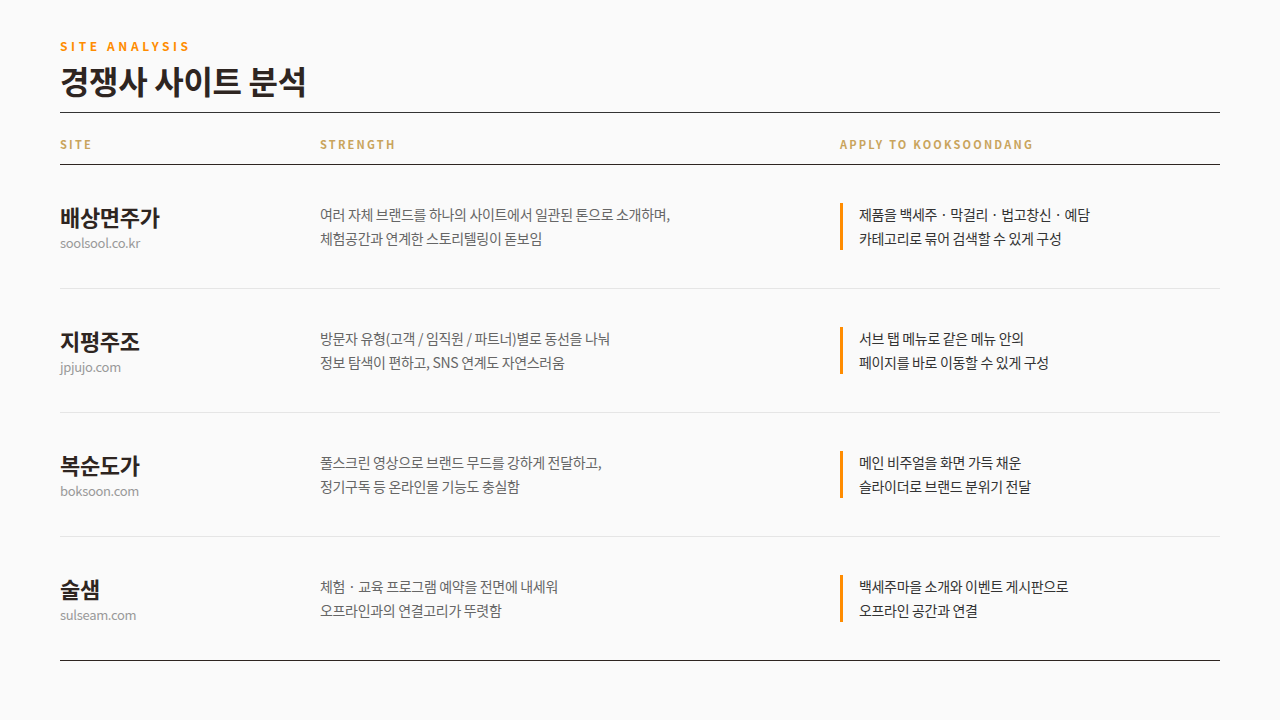 SITE ANALYSIS
경쟁사 사이트 분석
SITE
STRENGTH
APPLY TO KOOKSOONDANG
배상면주가
soolsool.co.kr
여러 자체 브랜드를 하나의 사이트에서 일관된 톤으로 소개하며,
체험공간과 연계한 스토리텔링이 돋보임
제품을 백세주 · 막걸리 · 법고창신 · 예담
카테고리로 묶어 검색할 수 있게 구성
지평주조
jpjujo.com
방문자 유형(고객 / 임직원 / 파트너)별로 동선을 나눠
정보 탐색이 편하고, SNS 연계도 자연스러움
서브 탭 메뉴로 같은 메뉴 안의
페이지를 바로 이동할 수 있게 구성
복순도가
boksoon.com
풀스크린 영상으로 브랜드 무드를 강하게 전달하고,
정기구독 등 온라인몰 기능도 충실함
메인 비주얼을 화면 가득 채운
슬라이더로 브랜드 분위기 전달
술샘
sulseam.com
체험 · 교육 프로그램 예약을 전면에 내세워
오프라인과의 연결고리가 뚜렷함
백세주마을 소개와 이벤트 게시판으로
오프라인 공간과 연결